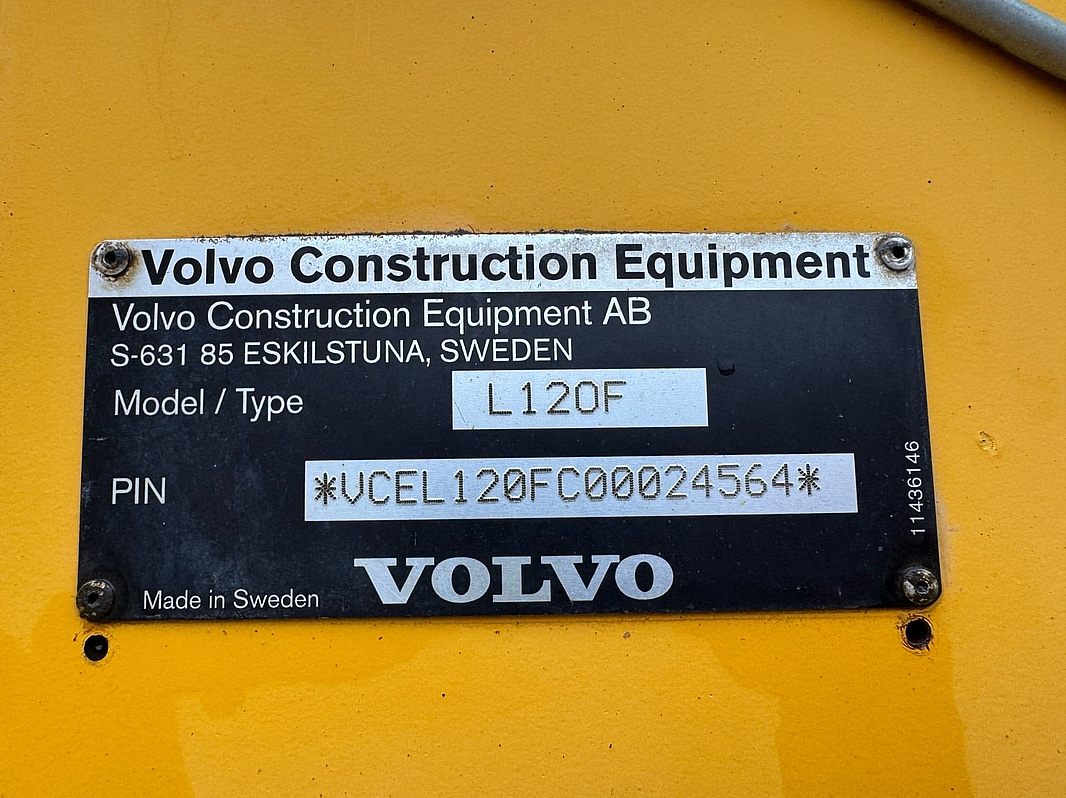 Volvo Construction Equipment
Volvo Construction Equipment AB
S-631 85 ESKILSTUNA, SWEDEN
Model / Type L120F
PIN *VCEL120FC00024564*
11436146
Made in Sweden
VOLVO